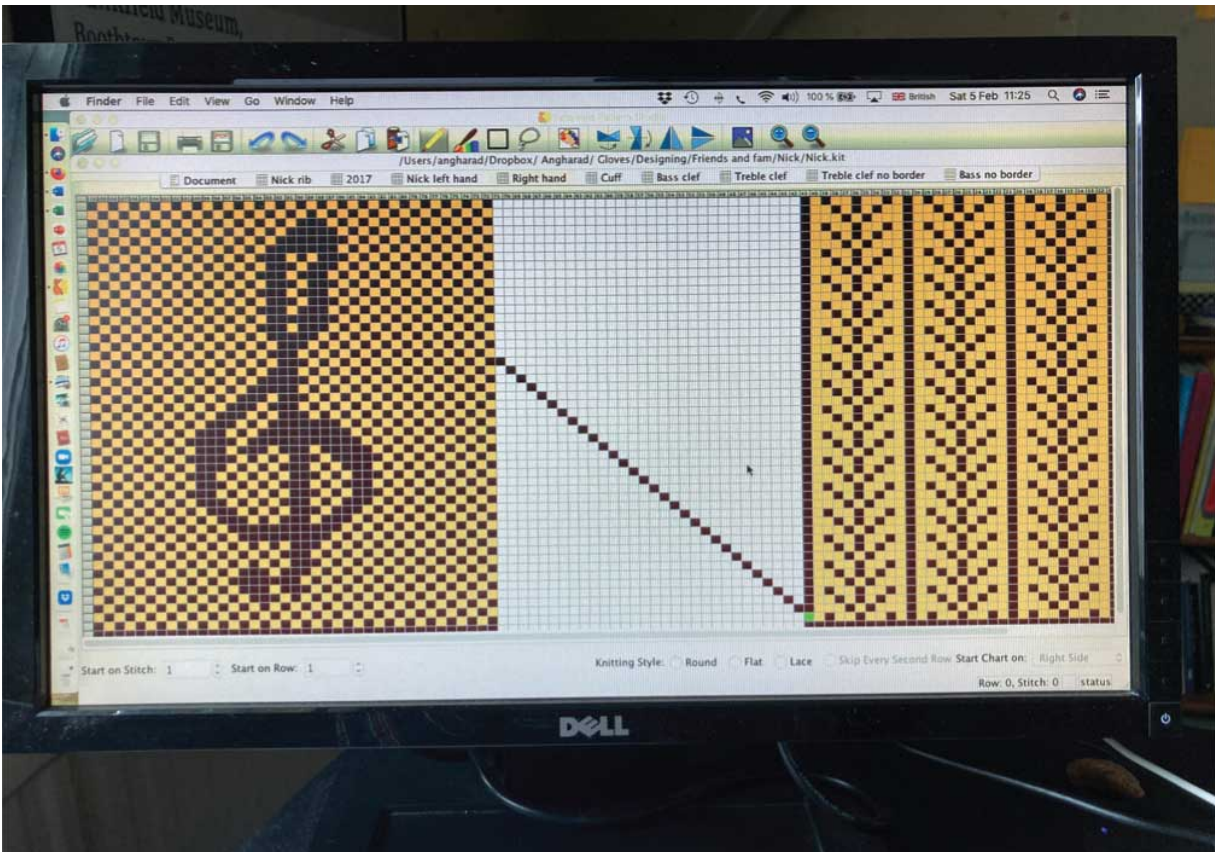 Museum,
Finder File Edit View Go Window Help 100% British Sat 5 Feb 11:25
/Users/angharad/Dropbox/ Angharad/ Gloves/Designing/Friends and fam/Nick/Nick.kit
Document Nick rib 2017 Nick left hand Right hand Cuff Bass clef Treble clef Treble clef no border Bass no border
Start on Stitch: 1 Start on Row: 1 Knitting Style: Round Flat Lace Skip Every Second Row Start Chart on: Right Side
Row: 0, Stitch: 0 status
DELL